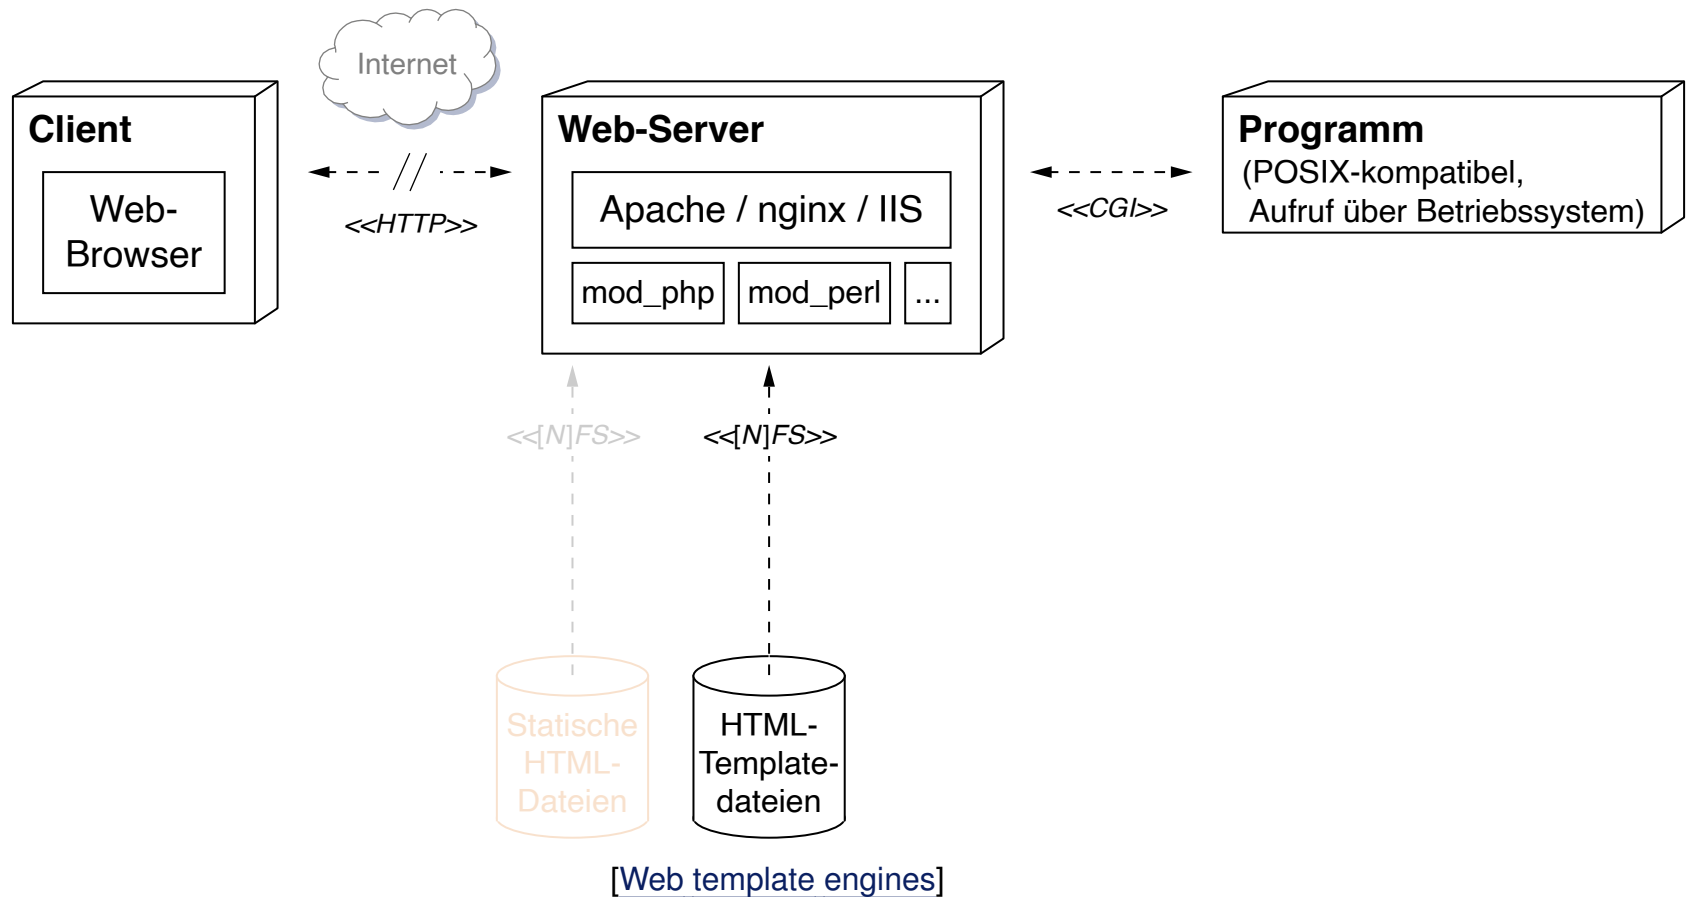 Internet
Client
Web-
Browser
<<HTTP>>
Web-Server
Apache / nginx / IIS
mod_php
mod_perl
...
<<CGI>>
Programm
(POSIX-kompatibel,
Aufruf über Betriebssystem)
<<[N]FS>>
<<[N]FS>>
Statische
HTML-
Dateien
HTML-
Template-
dateien
[Web template engines]